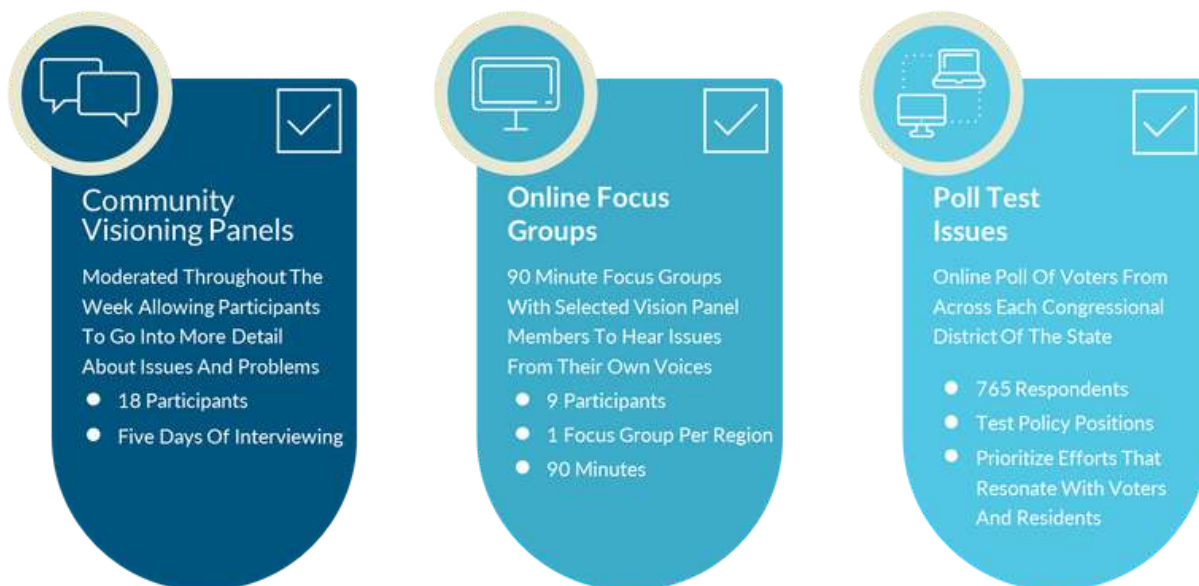 Community
Visioning Panels
Moderated Throughout The
Week Allowing Participants
To Go Into More Detail
About Issues And Problems
18 Participants
Five Days Of Interviewing
Online Focus
Groups
90 Minute Focus Groups
With Selected Vision Panel
Members To Hear Issues
From Their Own Voices
9 Participants
1 Focus Group Per Region
90 Minutes
Poll Test
Issues
Online Poll Of Voters From
Across Each Congressional
District Of The State
765 Respondents
Test Policy Positions
Prioritize Efforts That
Resonate With Voters
And Residents